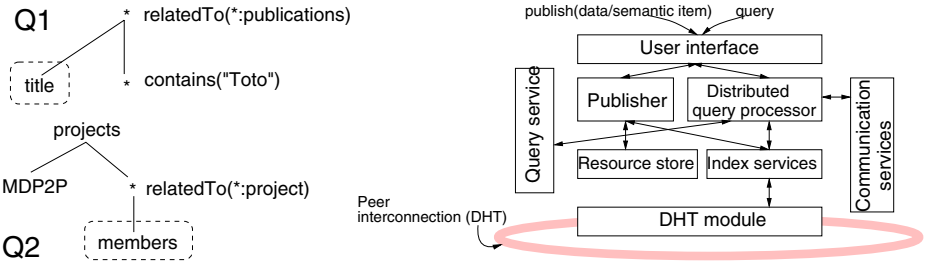 Q1
* relatedTo(*:publications)
title
* contains("Toto")
projects
MDP2P
* relatedTo(*:project)
members
Q2
publish(data/semantic item)
query
User interface
Query service
Publisher
Distributed
query processor
Communication
services
Resource store
Index services
Peer
interconnection (DHT)
DHT module